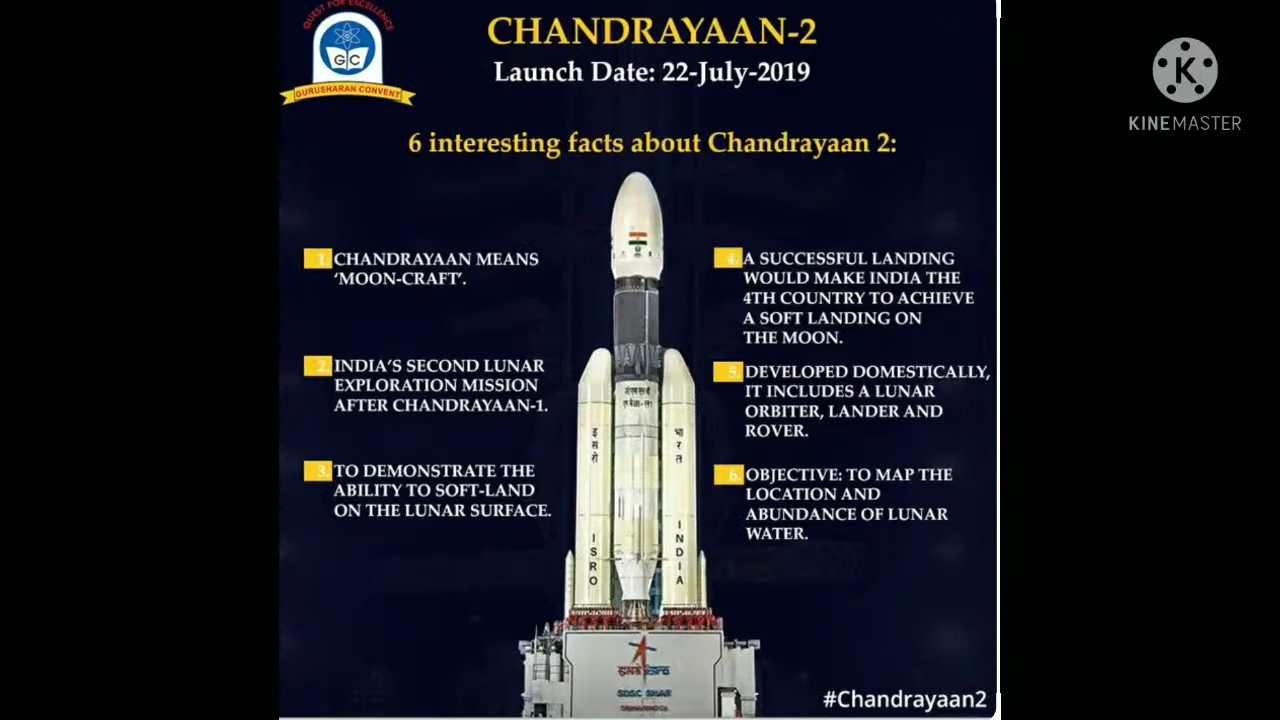 QUEST FOR EXCELLENCE
G C
GURUSHARAN CONVENT
CHANDRAYAAN-2
Launch Date: 22-July-2019
KINEMASTER
6 interesting facts about Chandrayaan 2:
1. CHANDRAYAAN MEANS
‘MOON-CRAFT’.
2. INDIA’S SECOND LUNAR
EXPLORATION MISSION
AFTER CHANDRAYAAN-1.
3. TO DEMONSTRATE THE
ABILITY TO SOFT-LAND
ON THE LUNAR SURFACE.
4. A SUCCESSFUL LANDING
WOULD MAKE INDIA THE
4TH COUNTRY TO ACHIEVE
A SOFT LANDING ON
THE MOON.
5. DEVELOPED DOMESTICALLY,
IT INCLUDES A LUNAR
ORBITER, LANDER AND
ROVER.
6. OBJECTIVE: TO MAP THE
LOCATION AND
ABUNDANCE OF LUNAR
WATER.
इसरो
भारत
ISRO
INDIA
SDSC SHAR
#Chandrayaan2